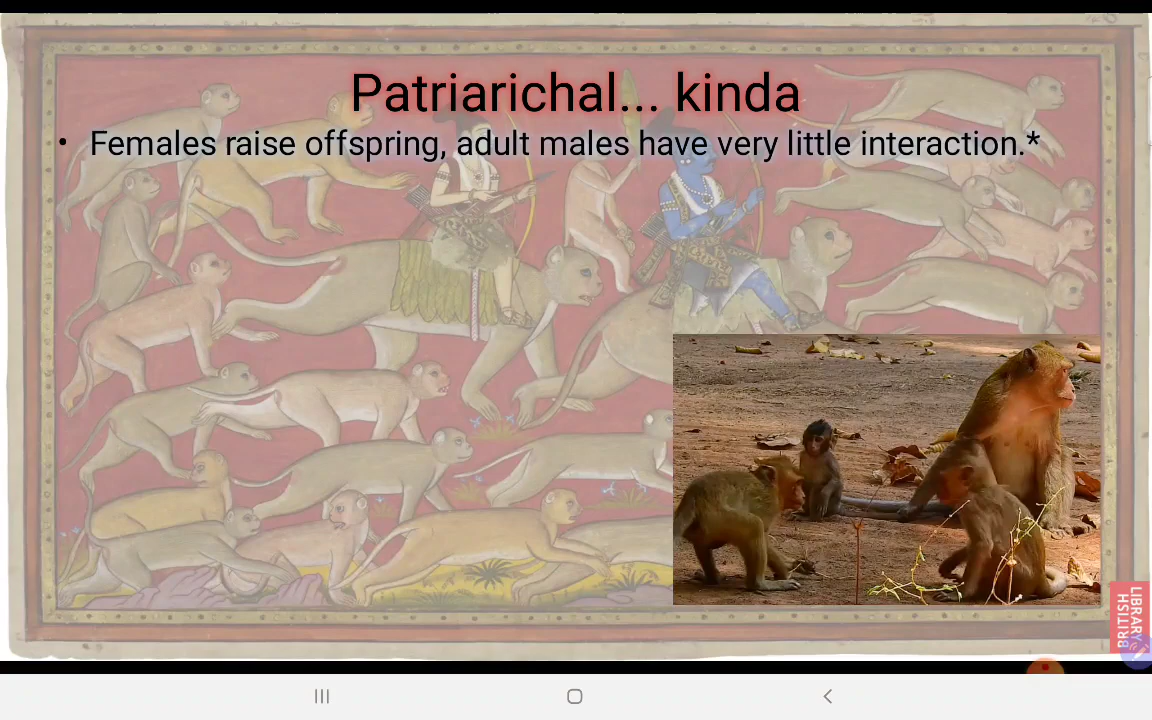 Patriarichal... kinda
• Females raise offspring, adult males have very little interaction.*
BRITISH
LIBRARY